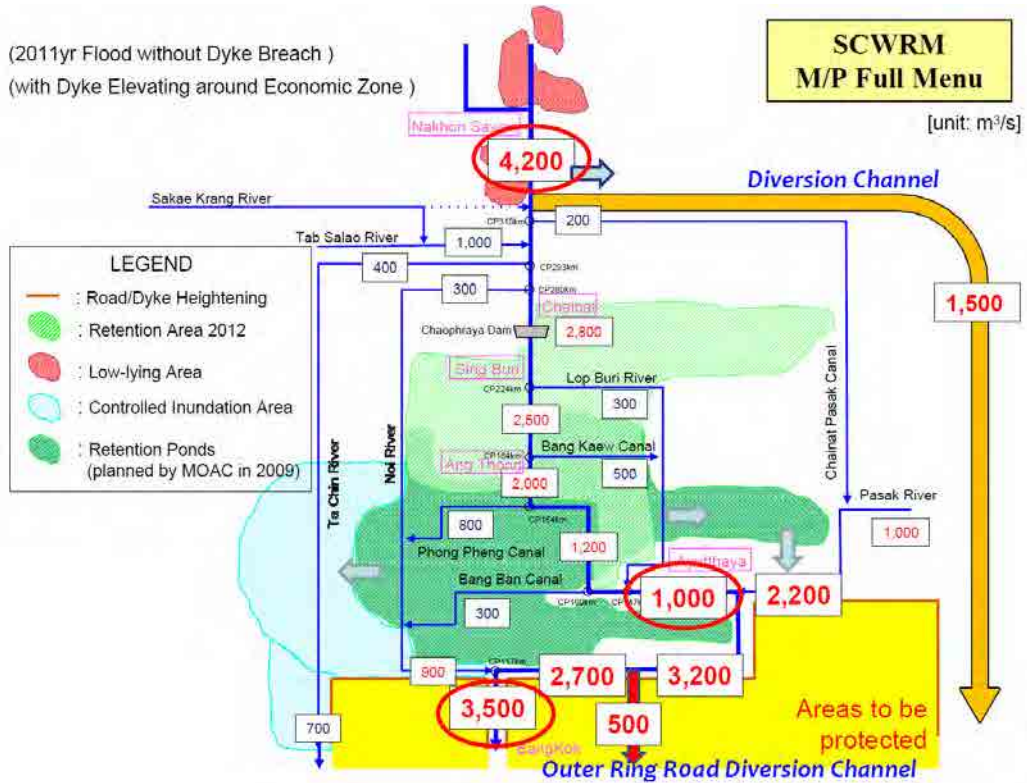 (2011yr Flood without Dyke Breach )
(with Dyke Elevating around Economic Zone )
SCWRM
M/P Full Menu
[unit: m³/s]
Nakhon
4,200
Diversion Channel
Sakae Krang River
200
Tab Salao River
1,000
400
CP293km
300
Chainat
Chaophraya Dam
2,800
1,500
LEGEND
: Road/Dyke Heightening
: Retention Area 2012
: Low-lying Area
: Controlled Inundation Area
: Retention Ponds
(planned by MOAC in 2009)
Sing Buri
Lop Buri River
CP224km
300
Bang Kaew Canal
Ang Thong
500
2,000
Ta Chin River
Noi River
Chainat Pasak Canal
Pasak River
1,000
800
Phong Pheng Canal
1,200
Ayutthaya
Bang Ban Canal
300
1,000
2,200
900
2,700
3,200
3,500
500
700
Areas to be
protected
BangKok
Outer Ring Road Diversion Channel